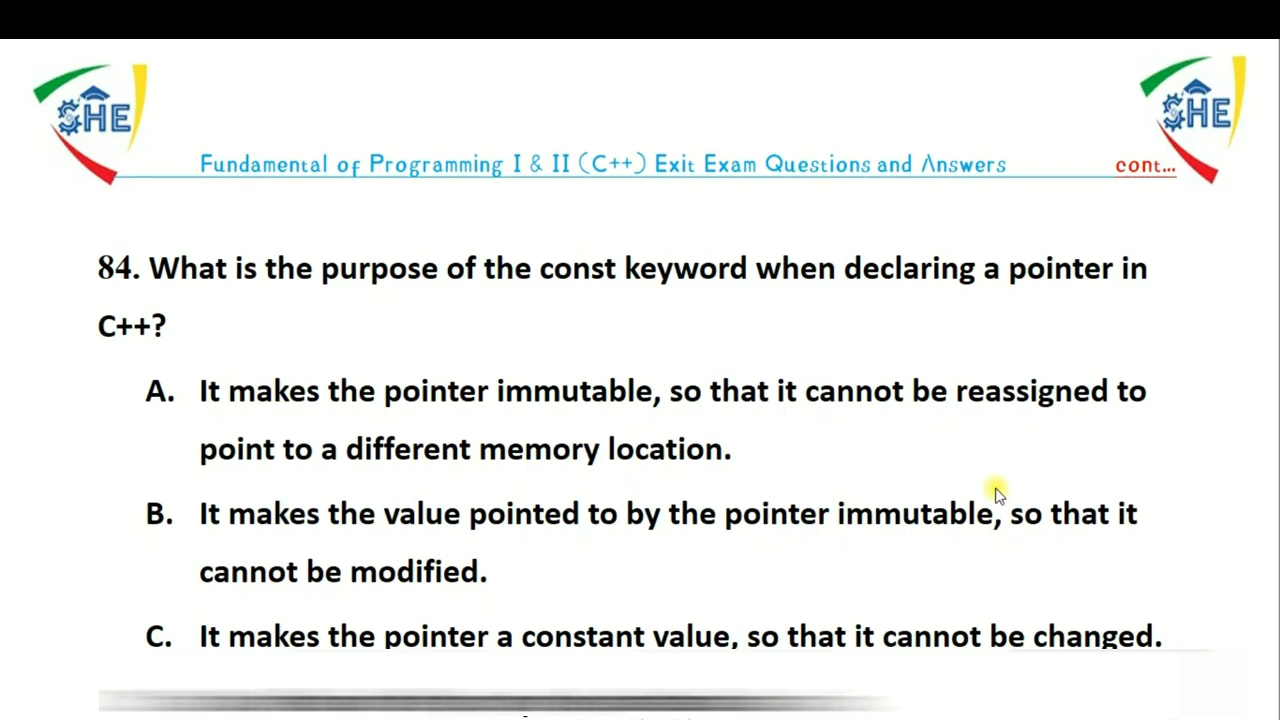 SHE
SHE
Fundamental of Programming I & II (C++) Exit Exam Questions and Answers cont...
84. What is the purpose of the const keyword when declaring a pointer in
C++?
A. It makes the pointer immutable, so that it cannot be reassigned to
point to a different memory location.
B. It makes the value pointed to by the pointer immutable, so that it
cannot be modified.
C. It makes the pointer a constant value, so that it cannot be changed.